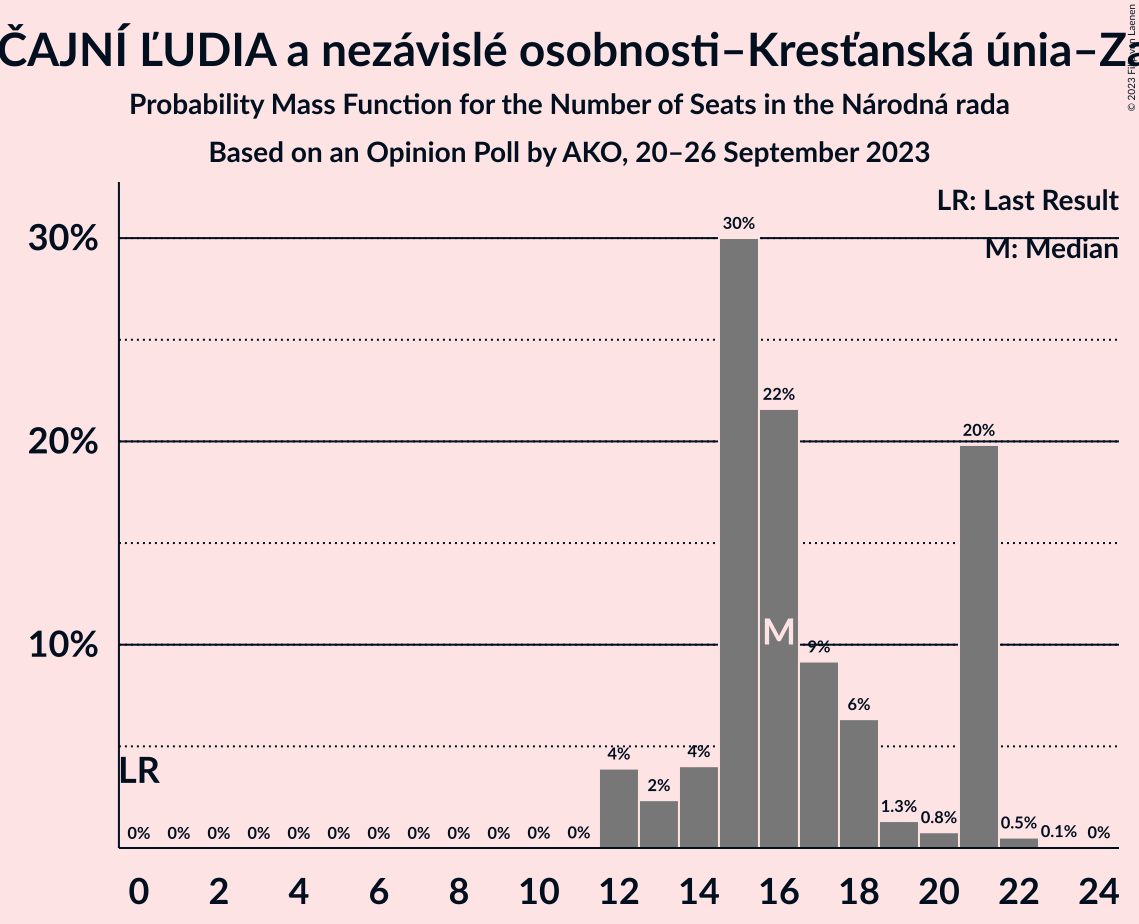 ČAJNÍ ĽUDIA a nezávislé osobnosti–Kresťanská únia–Za
Probability Mass Function for the Number of Seats in the Národná rada
Based on an Opinion Poll by AKO, 20–26 September 2023
© 2023 Filip van Laenen
LR: Last Result
M: Median
30%
20%
10%
30%
22%
20%
M
9%
6%
4%
2%
4%
1.3%
0.8%
0.5%
0.1%
0%
LR
0% 0% 0% 0% 0% 0% 0% 0% 0% 0% 0% 0%
0 2 4 6 8 10 12 14 16 18 20 22 24